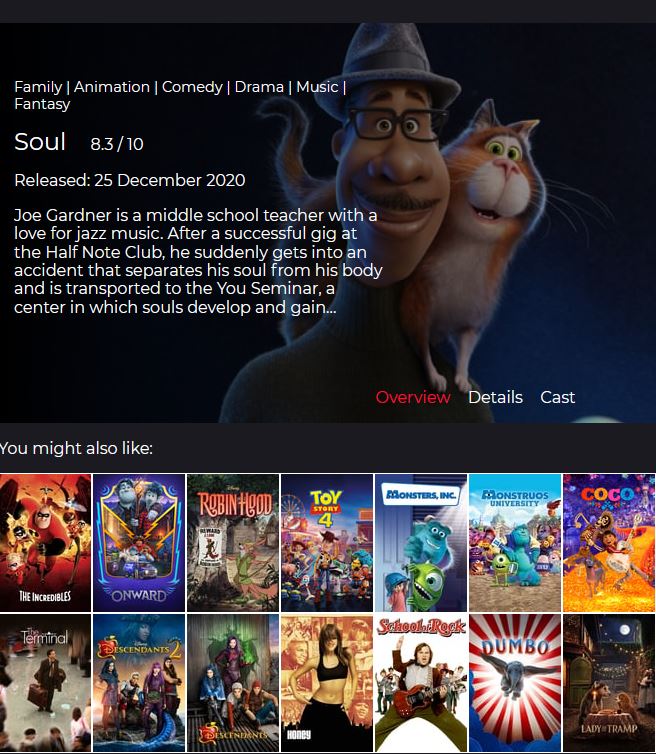 Family | Animation | Comedy | Drama | Music |
Fantasy
Soul 8.3 / 10
Released: 25 December 2020
Joe Gardner is a middle school teacher with a
love for jazz music. After a successful gig at
the Half Note Club, he suddenly gets into an
accident that separates his soul from his body
and is transported to the You Seminar, a
center in which souls develop and gain...
Overview Details Cast
You might also like:
THE INCREDIBLES
ONWARD
Disney
ROBIN HOOD
REWARD
TOY
STORY
4
MONSTERS, INC.
MONSTRUOS
UNIVERSITY
COCO
The Terminal
DESCENDANTS 2
DESCENDANTS
HONEY
School of Rock
DUMBO
LADY AND THE TRAMP